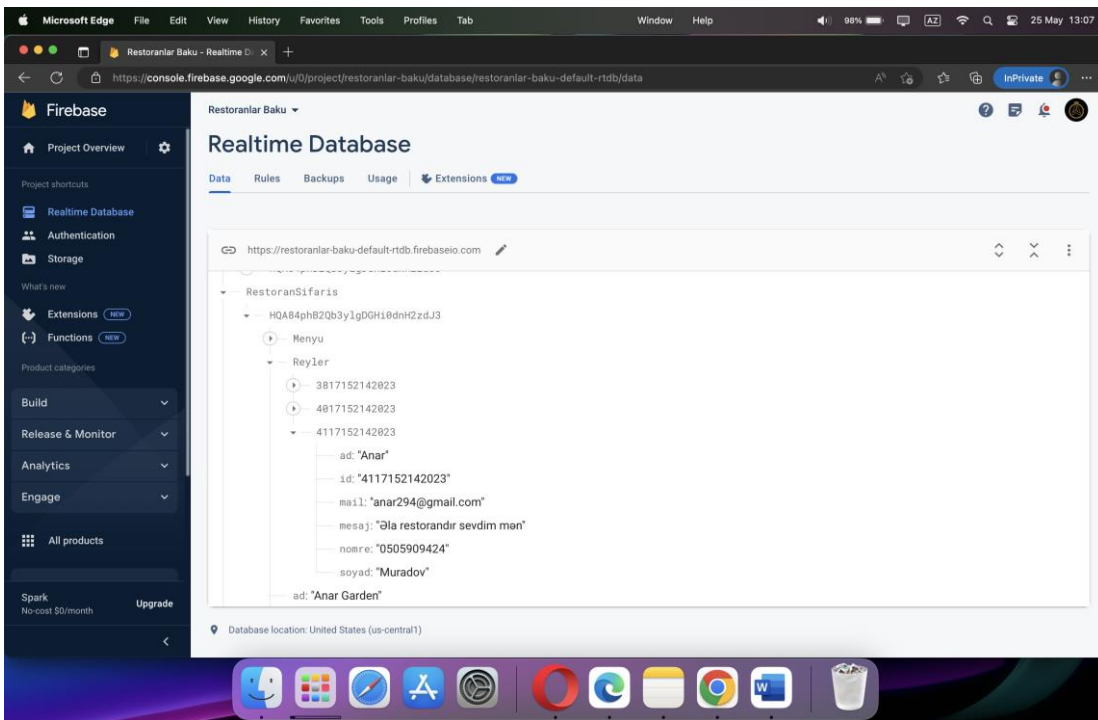 Microsoft Edge File Edit View History Favorites Tools Profiles Tab Window Help 98% AZ 25 May 13:07
Restoranlar Baku - Realtime D
https://console.firebase.google.com/u/0/project/restoranlar-baku/database/restoranlar-baku-default-rtdb/data InPrivate
Firebase
Restoranlar Baku
Project Overview
Realtime Database
Data Rules Backups Usage Extensions NEW
Project shortcuts
Realtime Database
Authentication
Storage
What's new
Extensions NEW
Functions NEW
Product categories
Build
Release & Monitor
Analytics
Engage
All products
Spark
No-cost $0/month
Upgrade
https://restoranlar-baku-default-rtdb.firebaseio.com
RestoranSifaris
HQA84phB2Qb3ylgDGHi0dnH2zdJ3
Menyu
Reyler
3817152142023
4017152142023
4117152142023
ad: "Anar"
id: "4117152142023"
mail: "anar294@gmail.com"
mesaj: "Əla restorandır sevdim mən"
nomre: "0505909424"
soyad: "Muradov"
ad: "Anar Garden"
Database location: United States (us-central1)